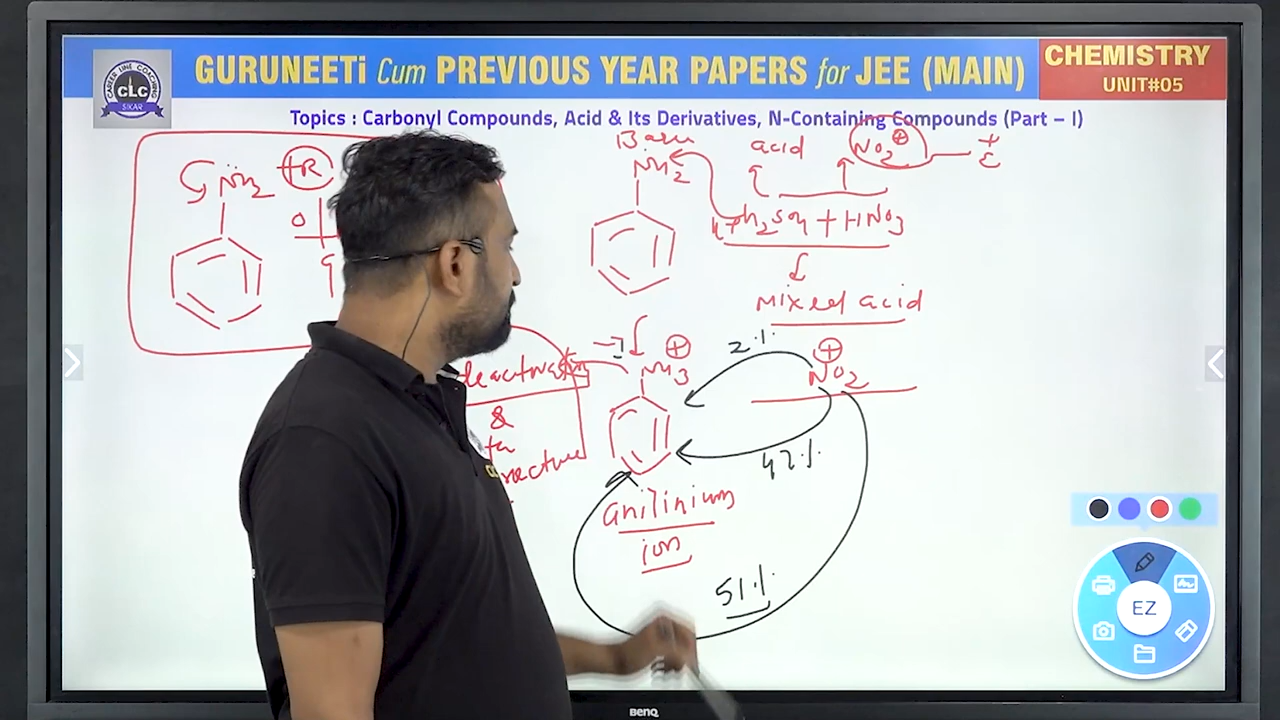 GURUNEETi Cum PREVIOUS YEAR PAPERS for JEE (MAIN)
CHEMISTRY
UNIT#05
CAREER LINE COACHING
CLC
SIKAR
Topics : Carbonyl Compounds, Acid & Its Derivatives, N-Containing Compounds (Part – I)
N̈H2 +R
O
NH2
acid
NO2⊕
H2SO4 + HNO3
mixed acid
deactivating
&
NH3⊕
2%
NO2⊕
47%
anilinium
ion
51%
EZ
BenQ